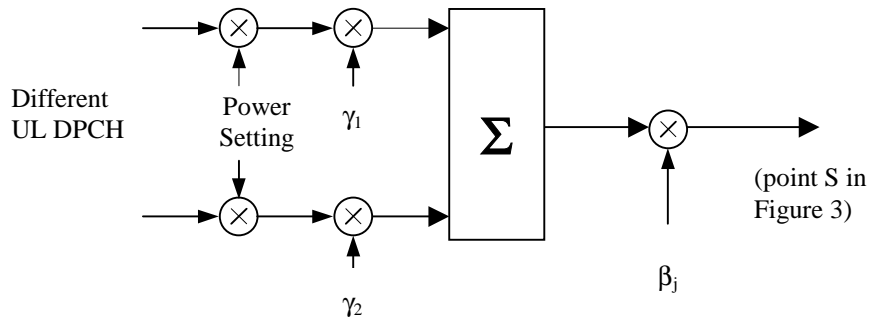 Different
UL DPCH
Power
Setting
γ1
Σ
(point S in
Figure 3)
βj
γ2